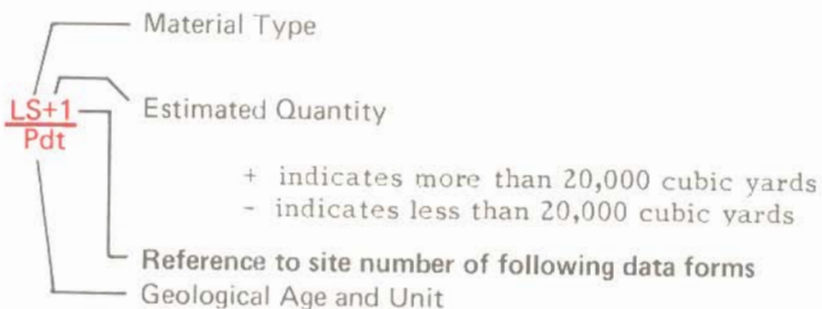 Material Type
LS+1
Pdt
Estimated Quantity
+ indicates more than 20,000 cubic yards
- indicates less than 20,000 cubic yards
Reference to site number of following data forms
Geological Age and Unit